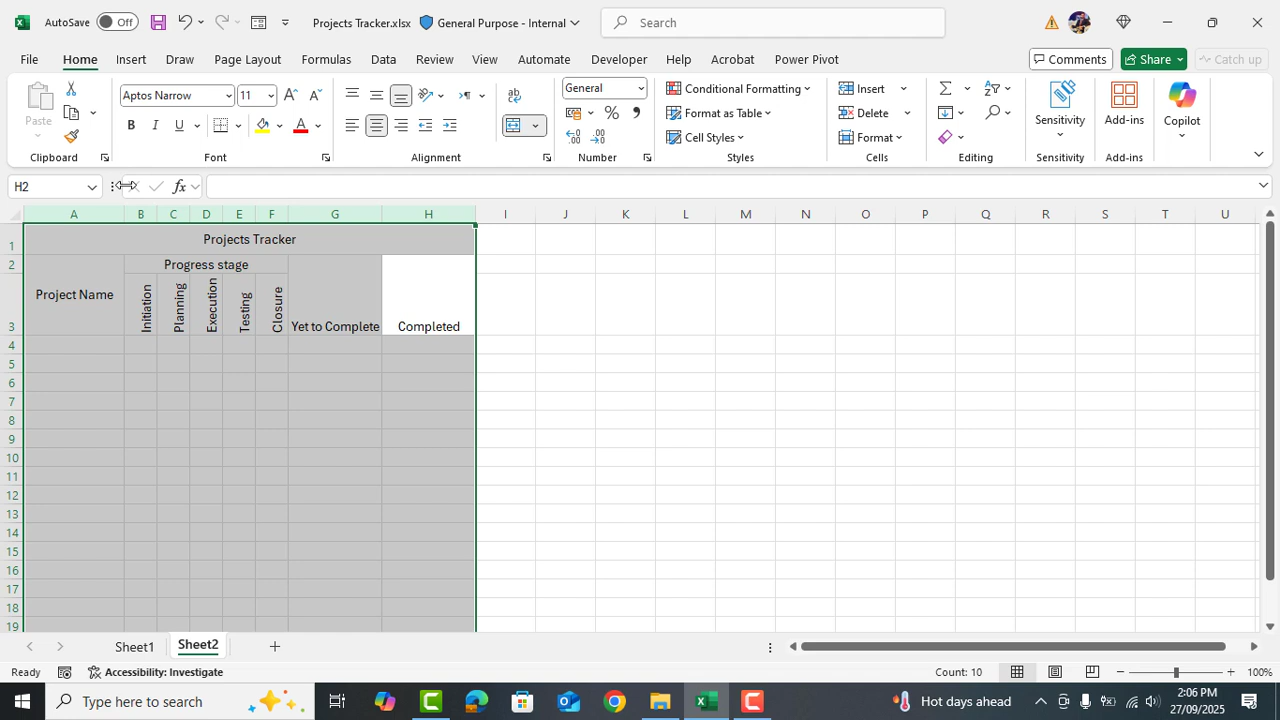 AutoSave Off Projects Tracker.xlsx General Purpose - Internal Search
File Home Insert Draw Page Layout Formulas Data Review View Automate Developer Help Acrobat Power Pivot Comments Share Catch up
Paste Aptos Narrow 11 General Conditional Formatting Insert Sensitivity Add-ins Copilot
Format as Table Delete
Cell Styles Format
Clipboard Font Alignment Number Styles Cells Editing Sensitivity Add-ins
H2 fx
A B C D E F G H I J K L M N O P Q R S T U
1 Projects Tracker
2 Progress stage
Project Name
3 Initiation Planning Execution Testing Closure Yet to Complete Completed
4
5
6
7
8
9
10
11
12
13
14
15
16
17
18
19
Sheet1 Sheet2
Ready Accessibility: Investigate Count: 10 100%
Type here to search Hot days ahead 2:06 PM
27/09/2025